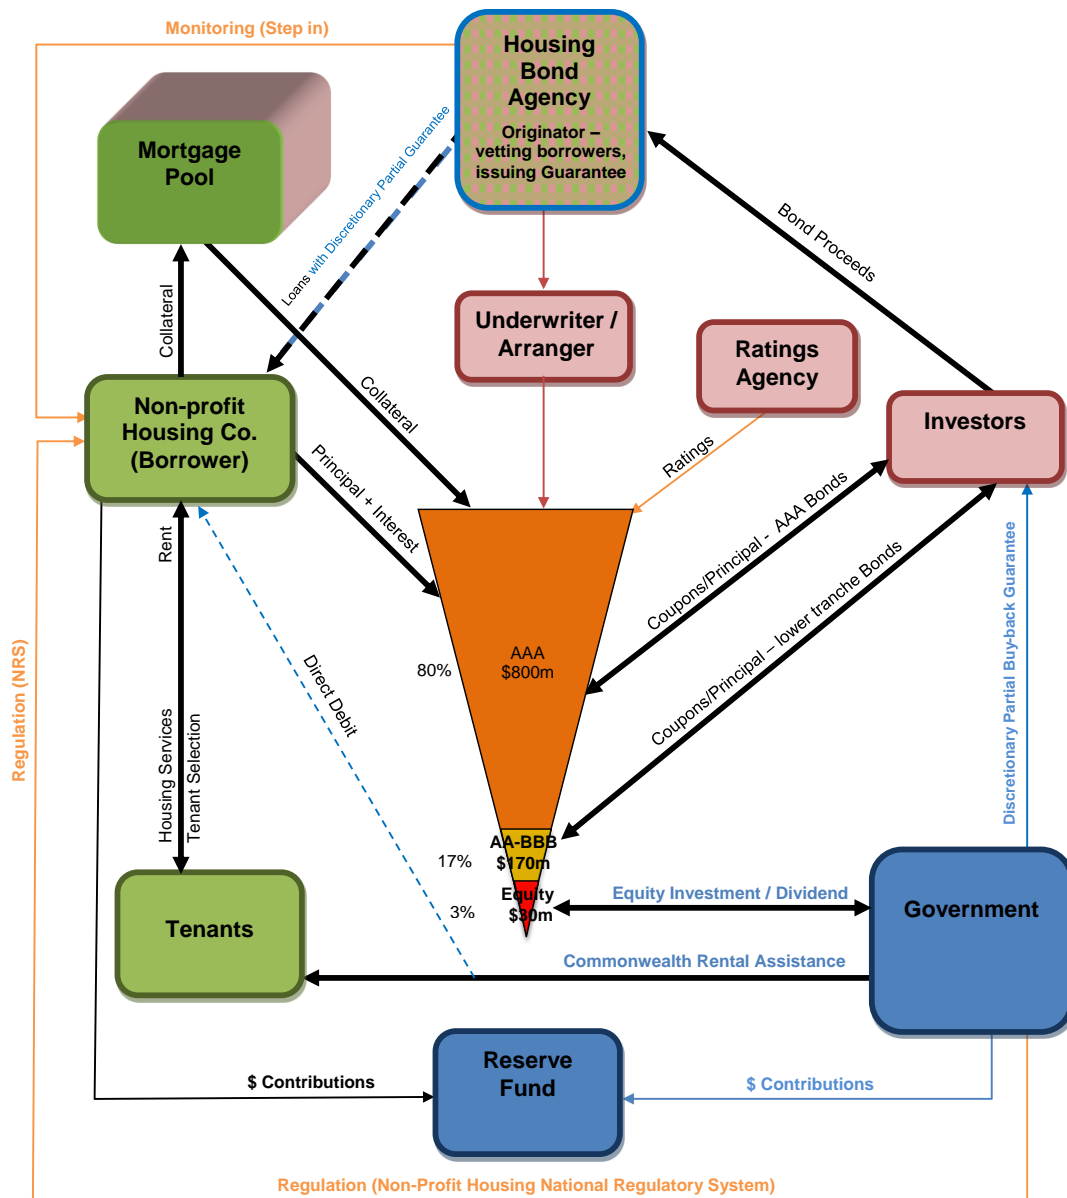 Monitoring (Step in)
Housing
Bond
Agency
Originator –
vetting borrowers,
issuing Guarantee
Mortgage
Pool
Loans with Discretionary Partial Guarantee
Bond Proceeds
Collateral
Underwriter /
Arranger
Ratings
Agency
Non-profit
Housing Co.
(Borrower)
Collateral
Investors
Ratings
Principal + Interest
Rent
Coupons/Principal - AAA Bonds
Coupons/Principal – lower tranche Bonds
Discretionary Partial Buy-back Guarantee
Regulation (NRS)
Direct Debit
80%
AAA
$800m
Housing Services
Tenant Selection
17%
AA-BBB
$170m
3%
Equity
$30m
Equity Investment / Dividend
Government
Tenants
Commonwealth Rental Assistance
Reserve
Fund
$ Contributions
$ Contributions
Regulation (Non-Profit Housing National Regulatory System)